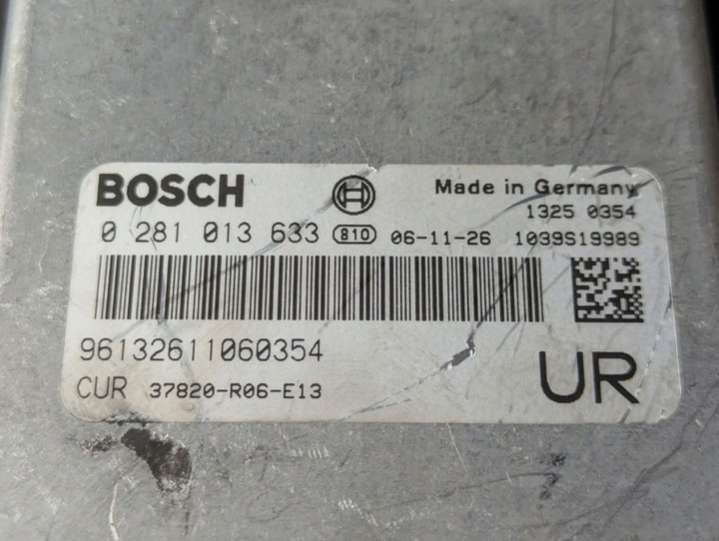 BOSCH Made in Germany
1325 0354
0 281 013 633 810 06-11-26 1039S19989
96132611060354
CUR 37820-R06-E13
UR